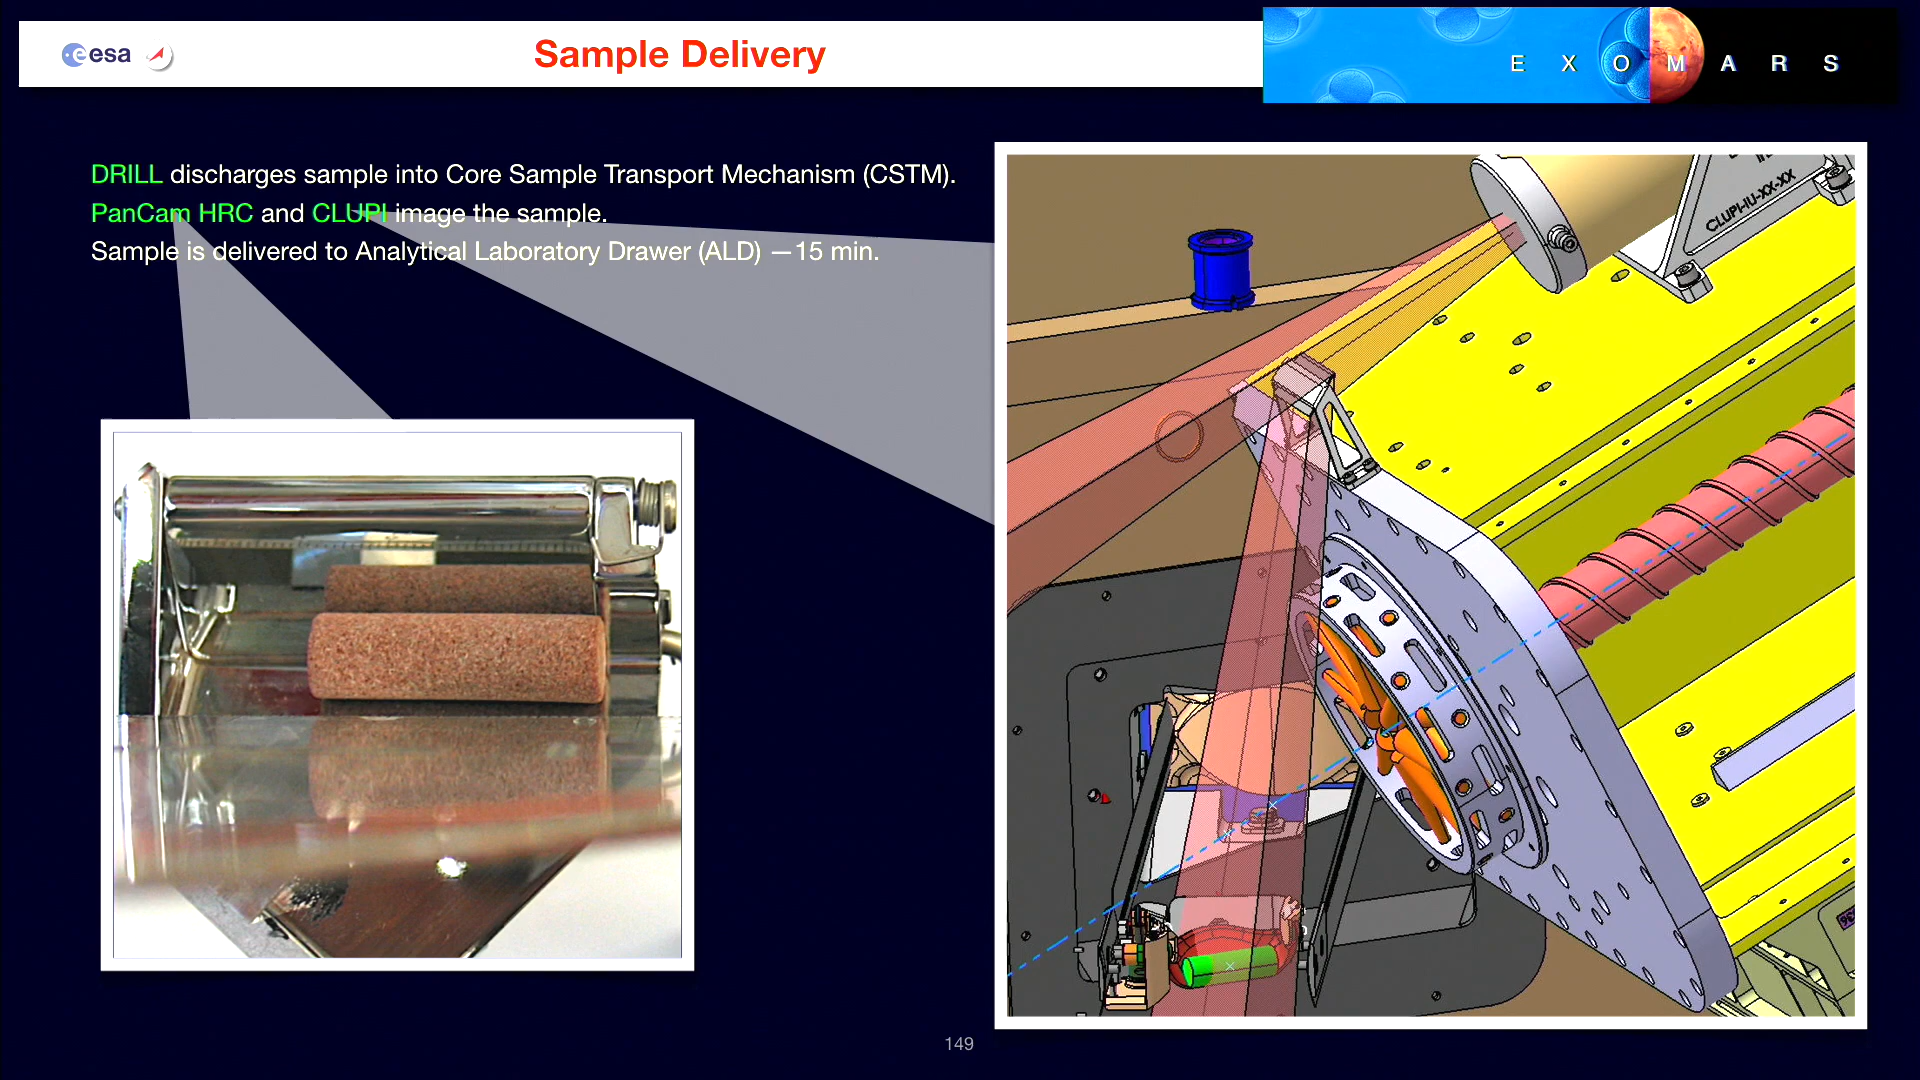 esa
Sample Delivery
EXOMARS
DRILL discharges sample into Core Sample Transport Mechanism (CSTM).
PanCam HRC and CLUPI image the sample.
Sample is delivered to Analytical Laboratory Drawer (ALD) — 15 min.
CLUPI-IU-XX-XX
149